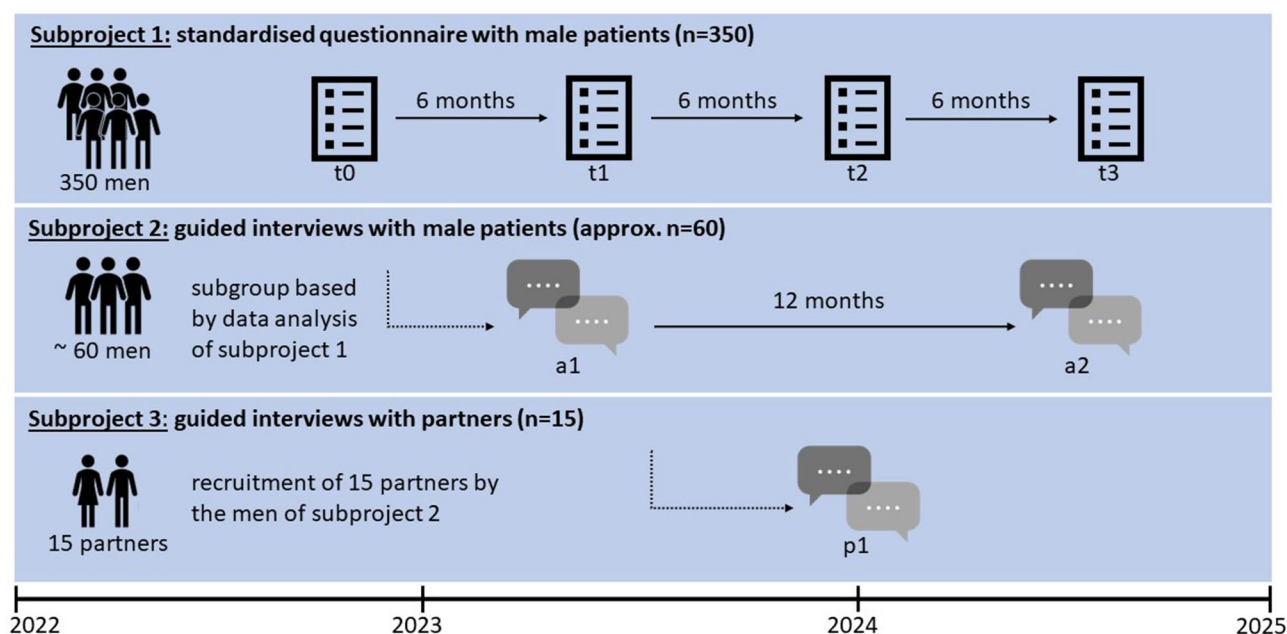 Subproject 1: standardised questionnaire with male patients (n=350)
6 months
6 months
6 months
350 men
t0
t1
t2
t3
Subproject 2: guided interviews with male patients (approx. n=60)
subgroup based
by data analysis
of subproject 1
12 months
~ 60 men
a1
a2
Subproject 3: guided interviews with partners (n=15)
recruitment of 15 partners by
the men of subproject 2
15 partners
p1
2022
2023
2024
2025